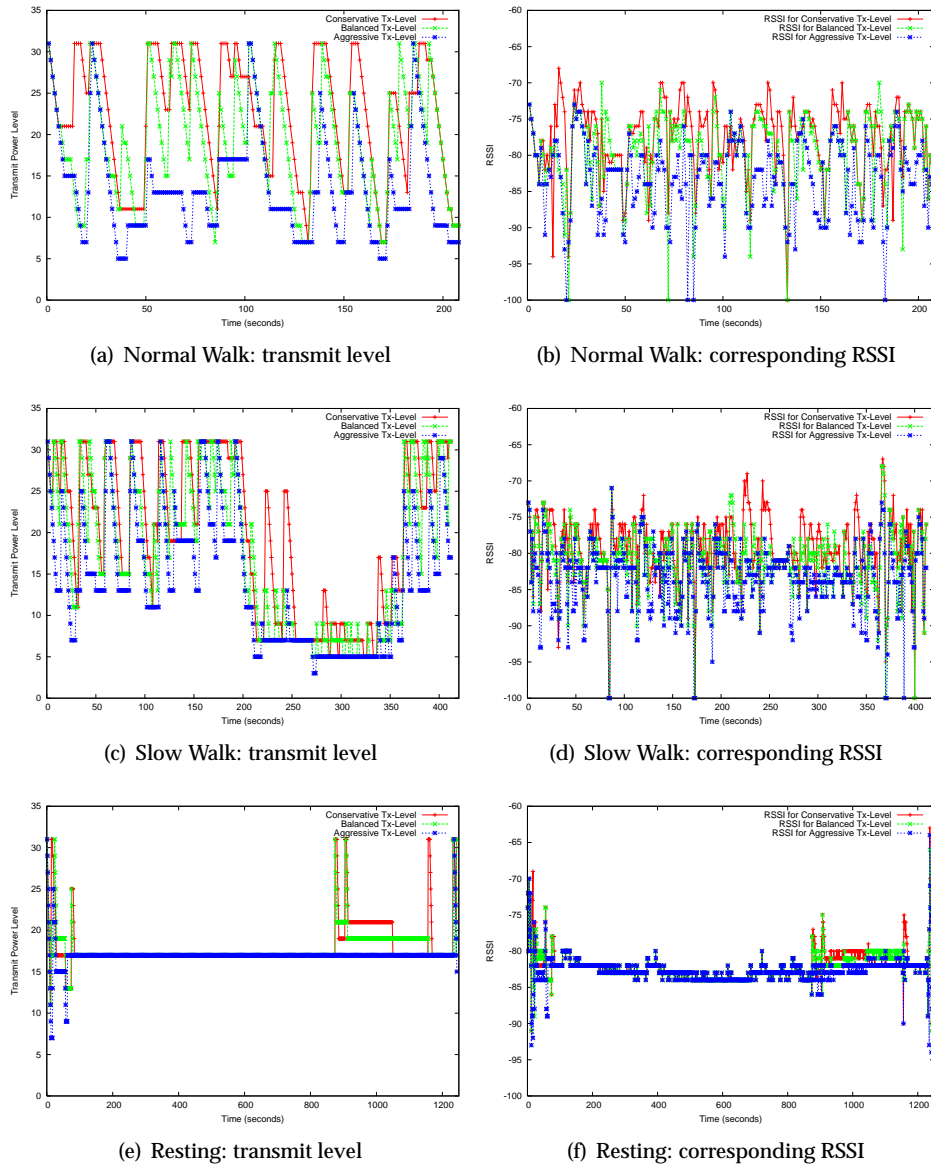 35
30
25
20
15
10
5
0
Transmit Power Level
Conservative Tx-Level
Balanced Tx-Level
Aggressive Tx-Level
0 50 100 150 200
Time (seconds)
(a) Normal Walk: transmit level
-60
-65
-70
-75
-80
-85
-90
-95
-100
RSSI
RSSI for Conservative Tx-Level
RSSI for Balanced Tx-Level
RSSI for Aggressive Tx-Level
0 50 100 150 200
Time (seconds)
(b) Normal Walk: corresponding RSSI
35
30
25
20
15
10
5
0
Transmit Power Level
Conservative Tx-Level
Balanced Tx-Level
Aggressive Tx-Level
0 50 100 150 200 250 300 350 400
Time (seconds)
(c) Slow Walk: transmit level
-60
-65
-70
-75
-80
-85
-90
-95
-100
RSSI
RSSI for Conservative Tx-Level
RSSI for Balanced Tx-Level
RSSI for Aggressive Tx-Level
0 50 100 150 200 250 300 350 400
Time (seconds)
(d) Slow Walk: corresponding RSSI
35
30
25
20
15
10
5
0
Transmit Power Level
Conservative Tx-Level
Balanced Tx-Level
Aggressive Tx-Level
0 200 400 600 800 1000 1200
Time (seconds)
(e) Resting: transmit level
-60
-65
-70
-75
-80
-85
-90
-95
-100
RSSI
RSSI for Conservative Tx-Level
RSSI for Balanced Tx-Level
RSSI for Aggressive Tx-Level
0 200 400 600 800 1000 1200
Time (seconds)
(f) Resting: corresponding RSSI